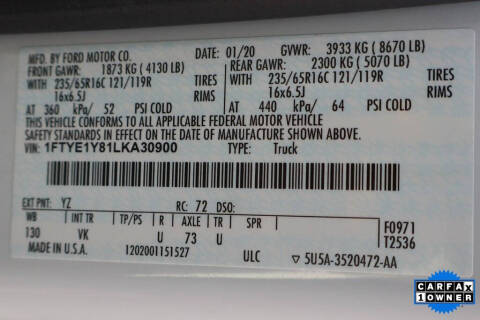 MFD. BY FORD MOTOR CO. 01/20 GVWR: 3933 KG ( 8670 LB)
FRONT GAWR: 1873 KG ( 4130 LB) REAR GAWR: 2300 KG ( 5070 LB)
WITH 235/65R16C 121/119R TIRES WITH 235/65R16C 121/119R TIRES
16x6.5J RIMS 16x6.5J RIMS
AT 360 kPa/ 52 PSI COLD AT 440 kPa/ 64 PSI COLD
THIS VEHICLE CONFORMS TO ALL APPLICABLE FEDERAL MOTOR VEHICLE
SAFETY STANDARDS IN EFFECT ON THE DATE OF MANUFACTURE SHOWN ABOVE.
VIN: 1FTYE1Y81LKA30900 TYPE: Truck
EXT PNT: YZ RC: 72 DSO:
WB INT TR TP/PS R AXLE TR SPR
130 VK U 73 U
F0971
T2536
MADE IN U.S.A. 1202001151527 ULC ▽ 5U5A-3520472-AA
CARFAX
1 OWNER